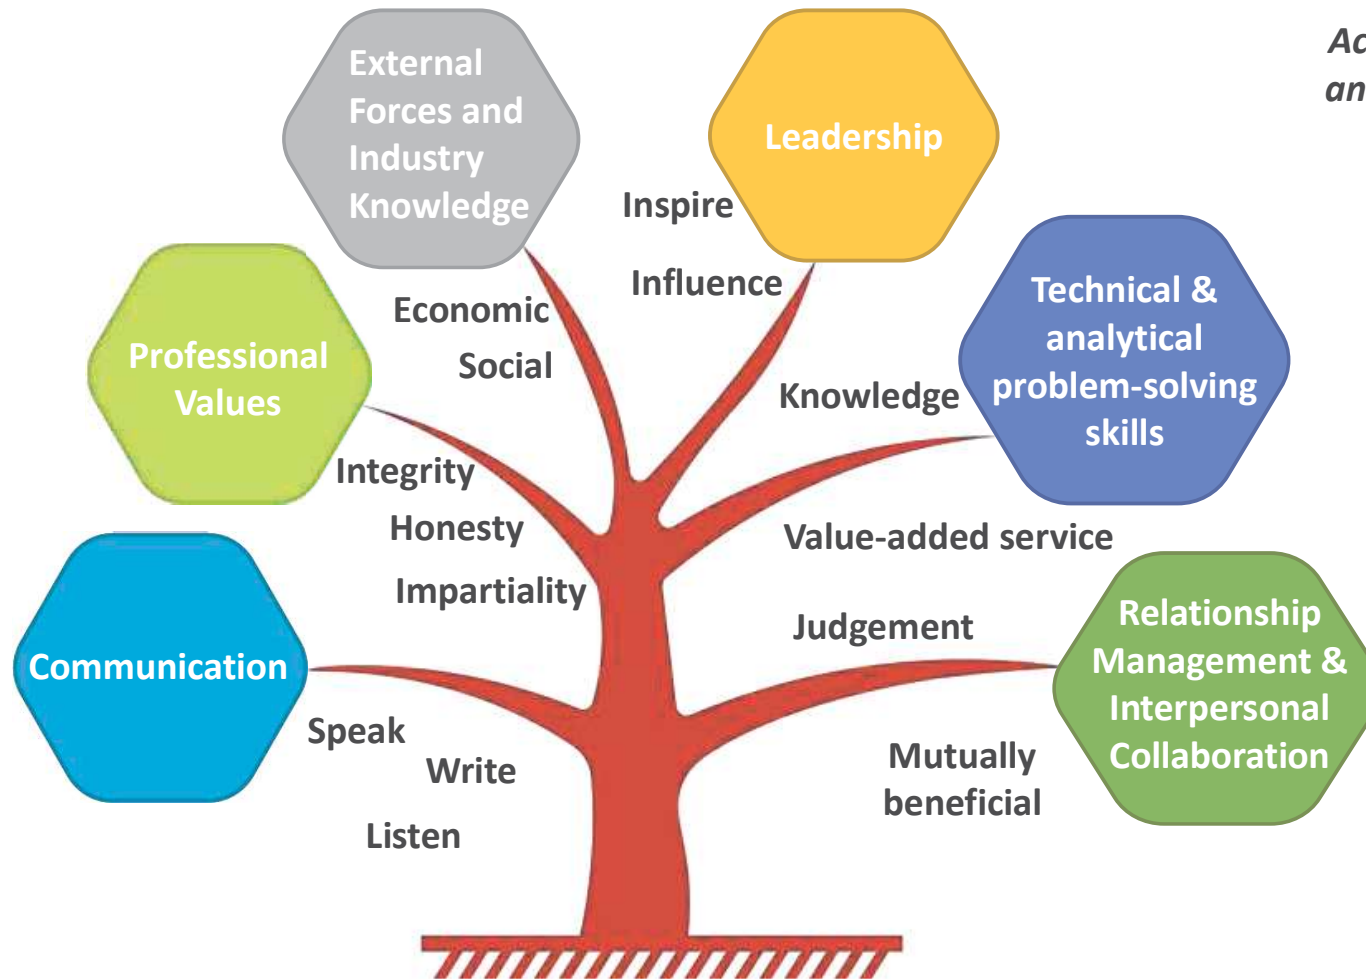 External
Forces and
Industry
Knowledge
Leadership
Inspire
Influence
Economic
Social
Technical &
analytical
problem-solving
skills
Knowledge
Value-added service
Professional
Values
Integrity
Honesty
Impartiality
Communication
Speak
Write
Listen
Judgement
Mutually
beneficial
Relationship
Management &
Interpersonal
Collaboration